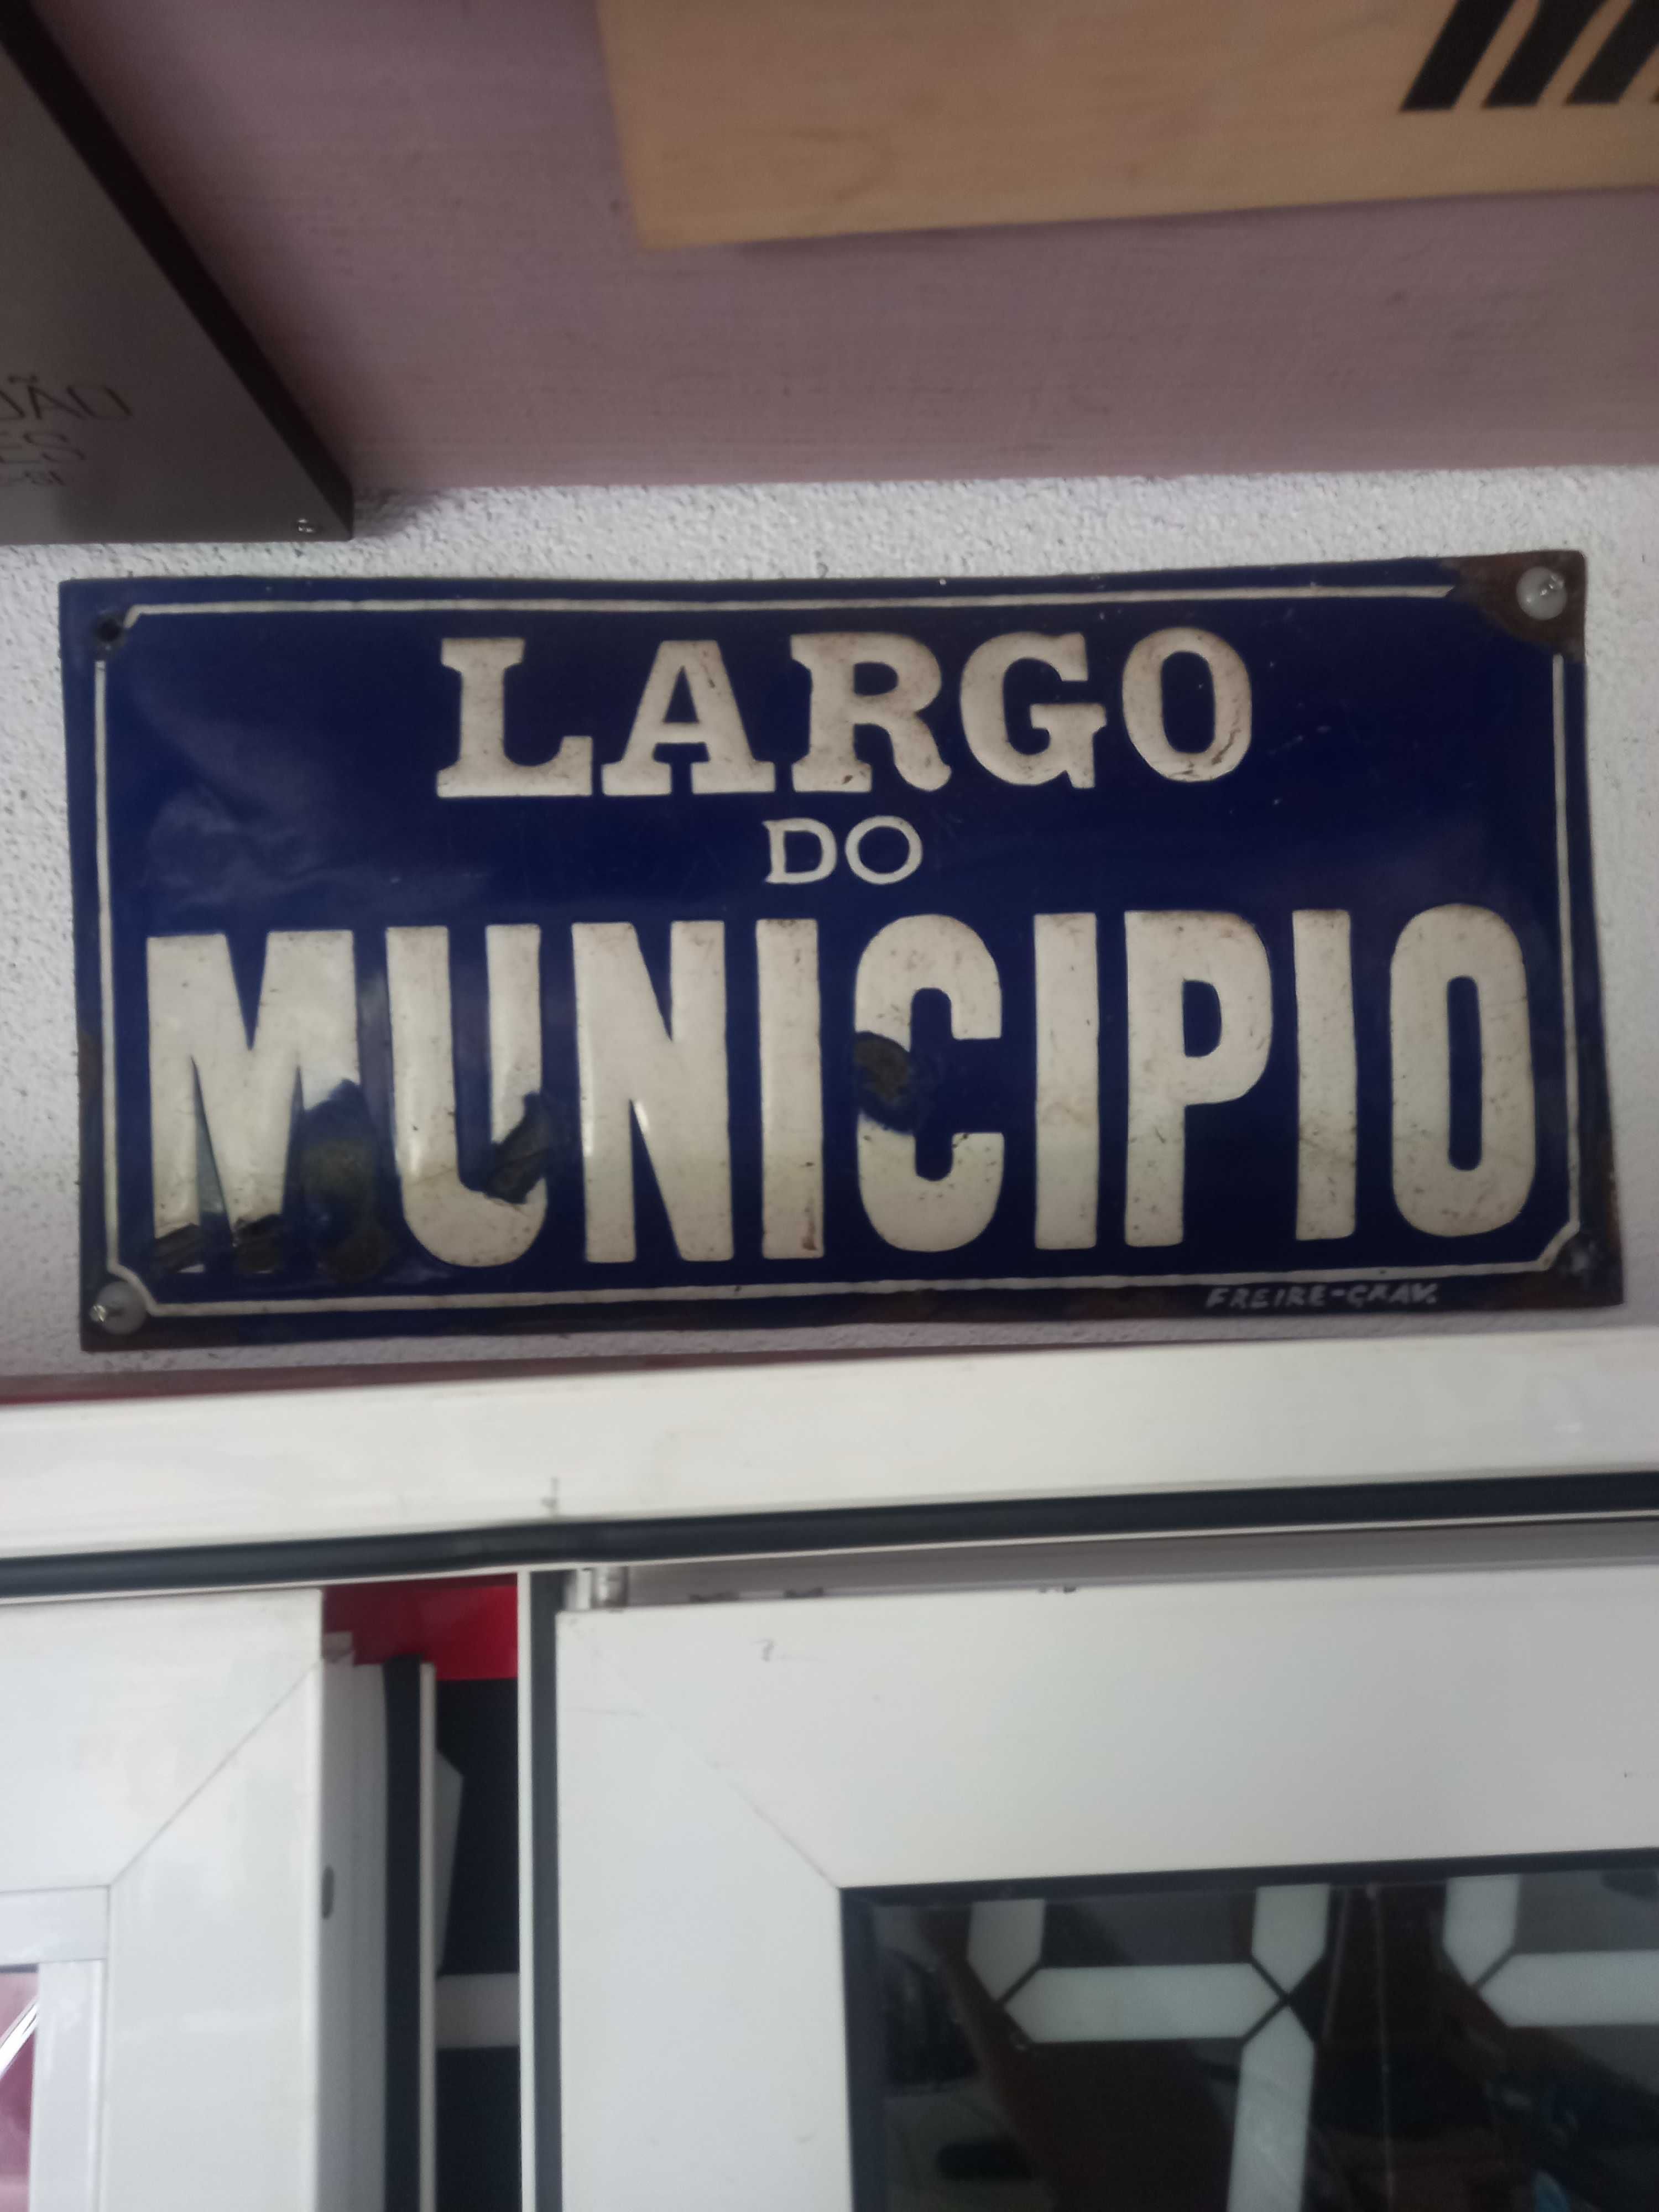 LARGO
DO
MUNICIPIO
FREIRE-GRAV.